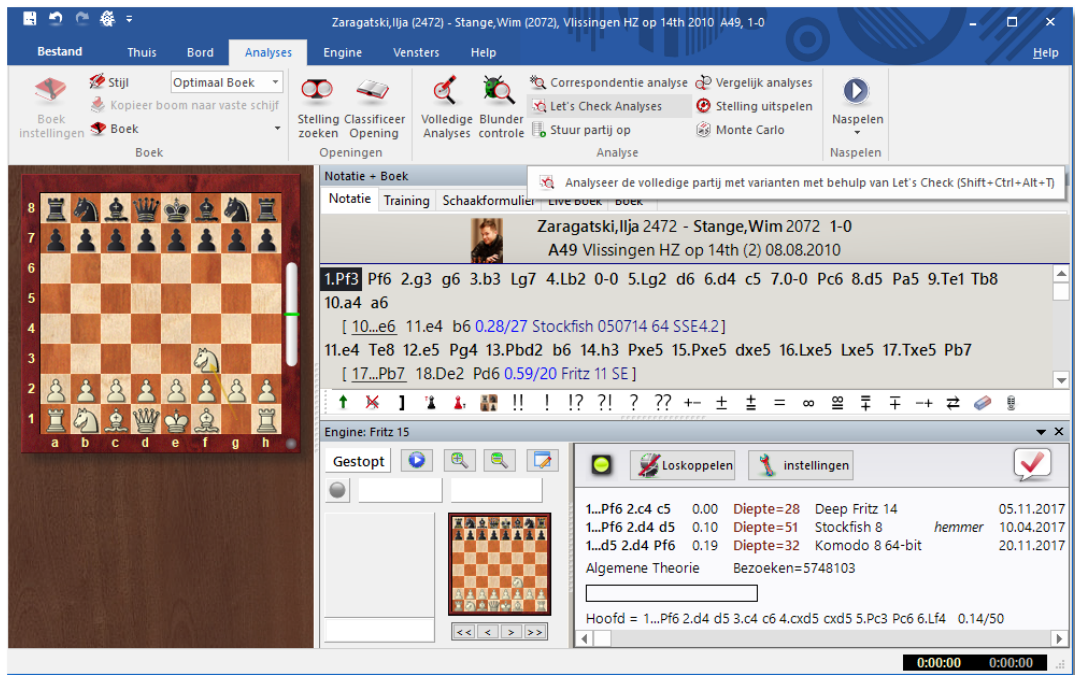 Zaragatski,Ilja (2472) - Stange,Wim (2072), Vlissingen HZ op 14th 2010  A49, 1-0
Bestand Thuis Bord Analyses Engine Vensters Help Help
Stijl Optimaal Boek
Kopieer boom naar vaste schijf
Boek instellingen
Boek
Boek
Stelling zoeken
Classificeer Opening
Openingen
Volledige Analyses
Blunder controle
Correspondentie analyse
Let's Check Analyses
Stuur partij op
Vergelijk analyses
Stelling uitspelen
Monte Carlo
Analyse
Naspelen
Naspelen
Notatie + Boek
Analyseer de volledige partij met varianten met behulp van Let's Check (Shift+Ctrl+Alt+T)
Notatie Training Schaakformulier Live Boek Boek
Zaragatski,Ilja 2472 - Stange,Wim 2072 1-0
A49 Vlissingen HZ op 14th (2) 08.08.2010
1.Pf3 Pf6 2.g3 g6 3.b3 Lg7 4.Lb2 0-0 5.Lg2 d6 6.d4 c5 7.0-0 Pc6 8.d5 Pa5 9.Te1 Tb8
10.a4 a6
[ 10...e6 11.e4 b6 0.28/27 Stockfish 050714 64 SSE4.2 ]
11.e4 Te8 12.e5 Pg4 13.Pbd2 b6 14.h3 Pxe5 15.Pxe5 dxe5 16.Lxe5 Lxe5 17.Txe5 Pb7
[ 17...Pb7 18.De2 Pd6 0.59/20 Fritz 11 SE ]
] !! ! !? ?! ? ?? +− ± ⩲ = ∞ ⩱ ∓ −+ ⇄
8
7
6
5
4
3
2
1
a b c d e f g h
Engine: Fritz 15
Gestopt
<< < > >>
Loskoppelen instellingen
1...Pf6 2.c4 c5 0.00 Diepte=28 Deep Fritz 14 05.11.2017
1...Pf6 2.d4 d5 0.10 Diepte=51 Stockfish 8 hemmer 10.04.2017
1...d5 2.d4 Pf6 0.19 Diepte=32 Komodo 8 64-bit 20.11.2017
Algemene Theorie Bezoeken=5748103
Hoofd = 1...Pf6 2.d4 d5 3.c4 c6 4.cxd5 cxd5 5.Pc3 Pc6 6.Lf4 0.14/50
0:00:00 0:00:00